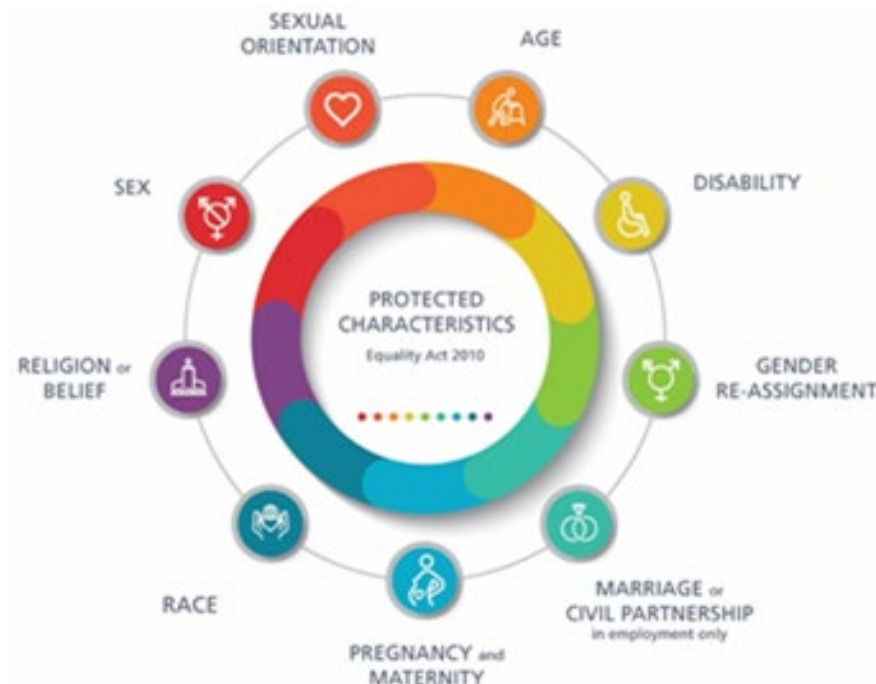 PROTECTED
CHARACTERISTICS
Equality Act 2010
AGE
DISABILITY
GENDER
RE-ASSIGNMENT
MARRIAGE or
CIVIL PARTNERSHIP
in employment only
PREGNANCY and
MATERNITY
RACE
RELIGION or
BELIEF
SEX
SEXUAL
ORIENTATION